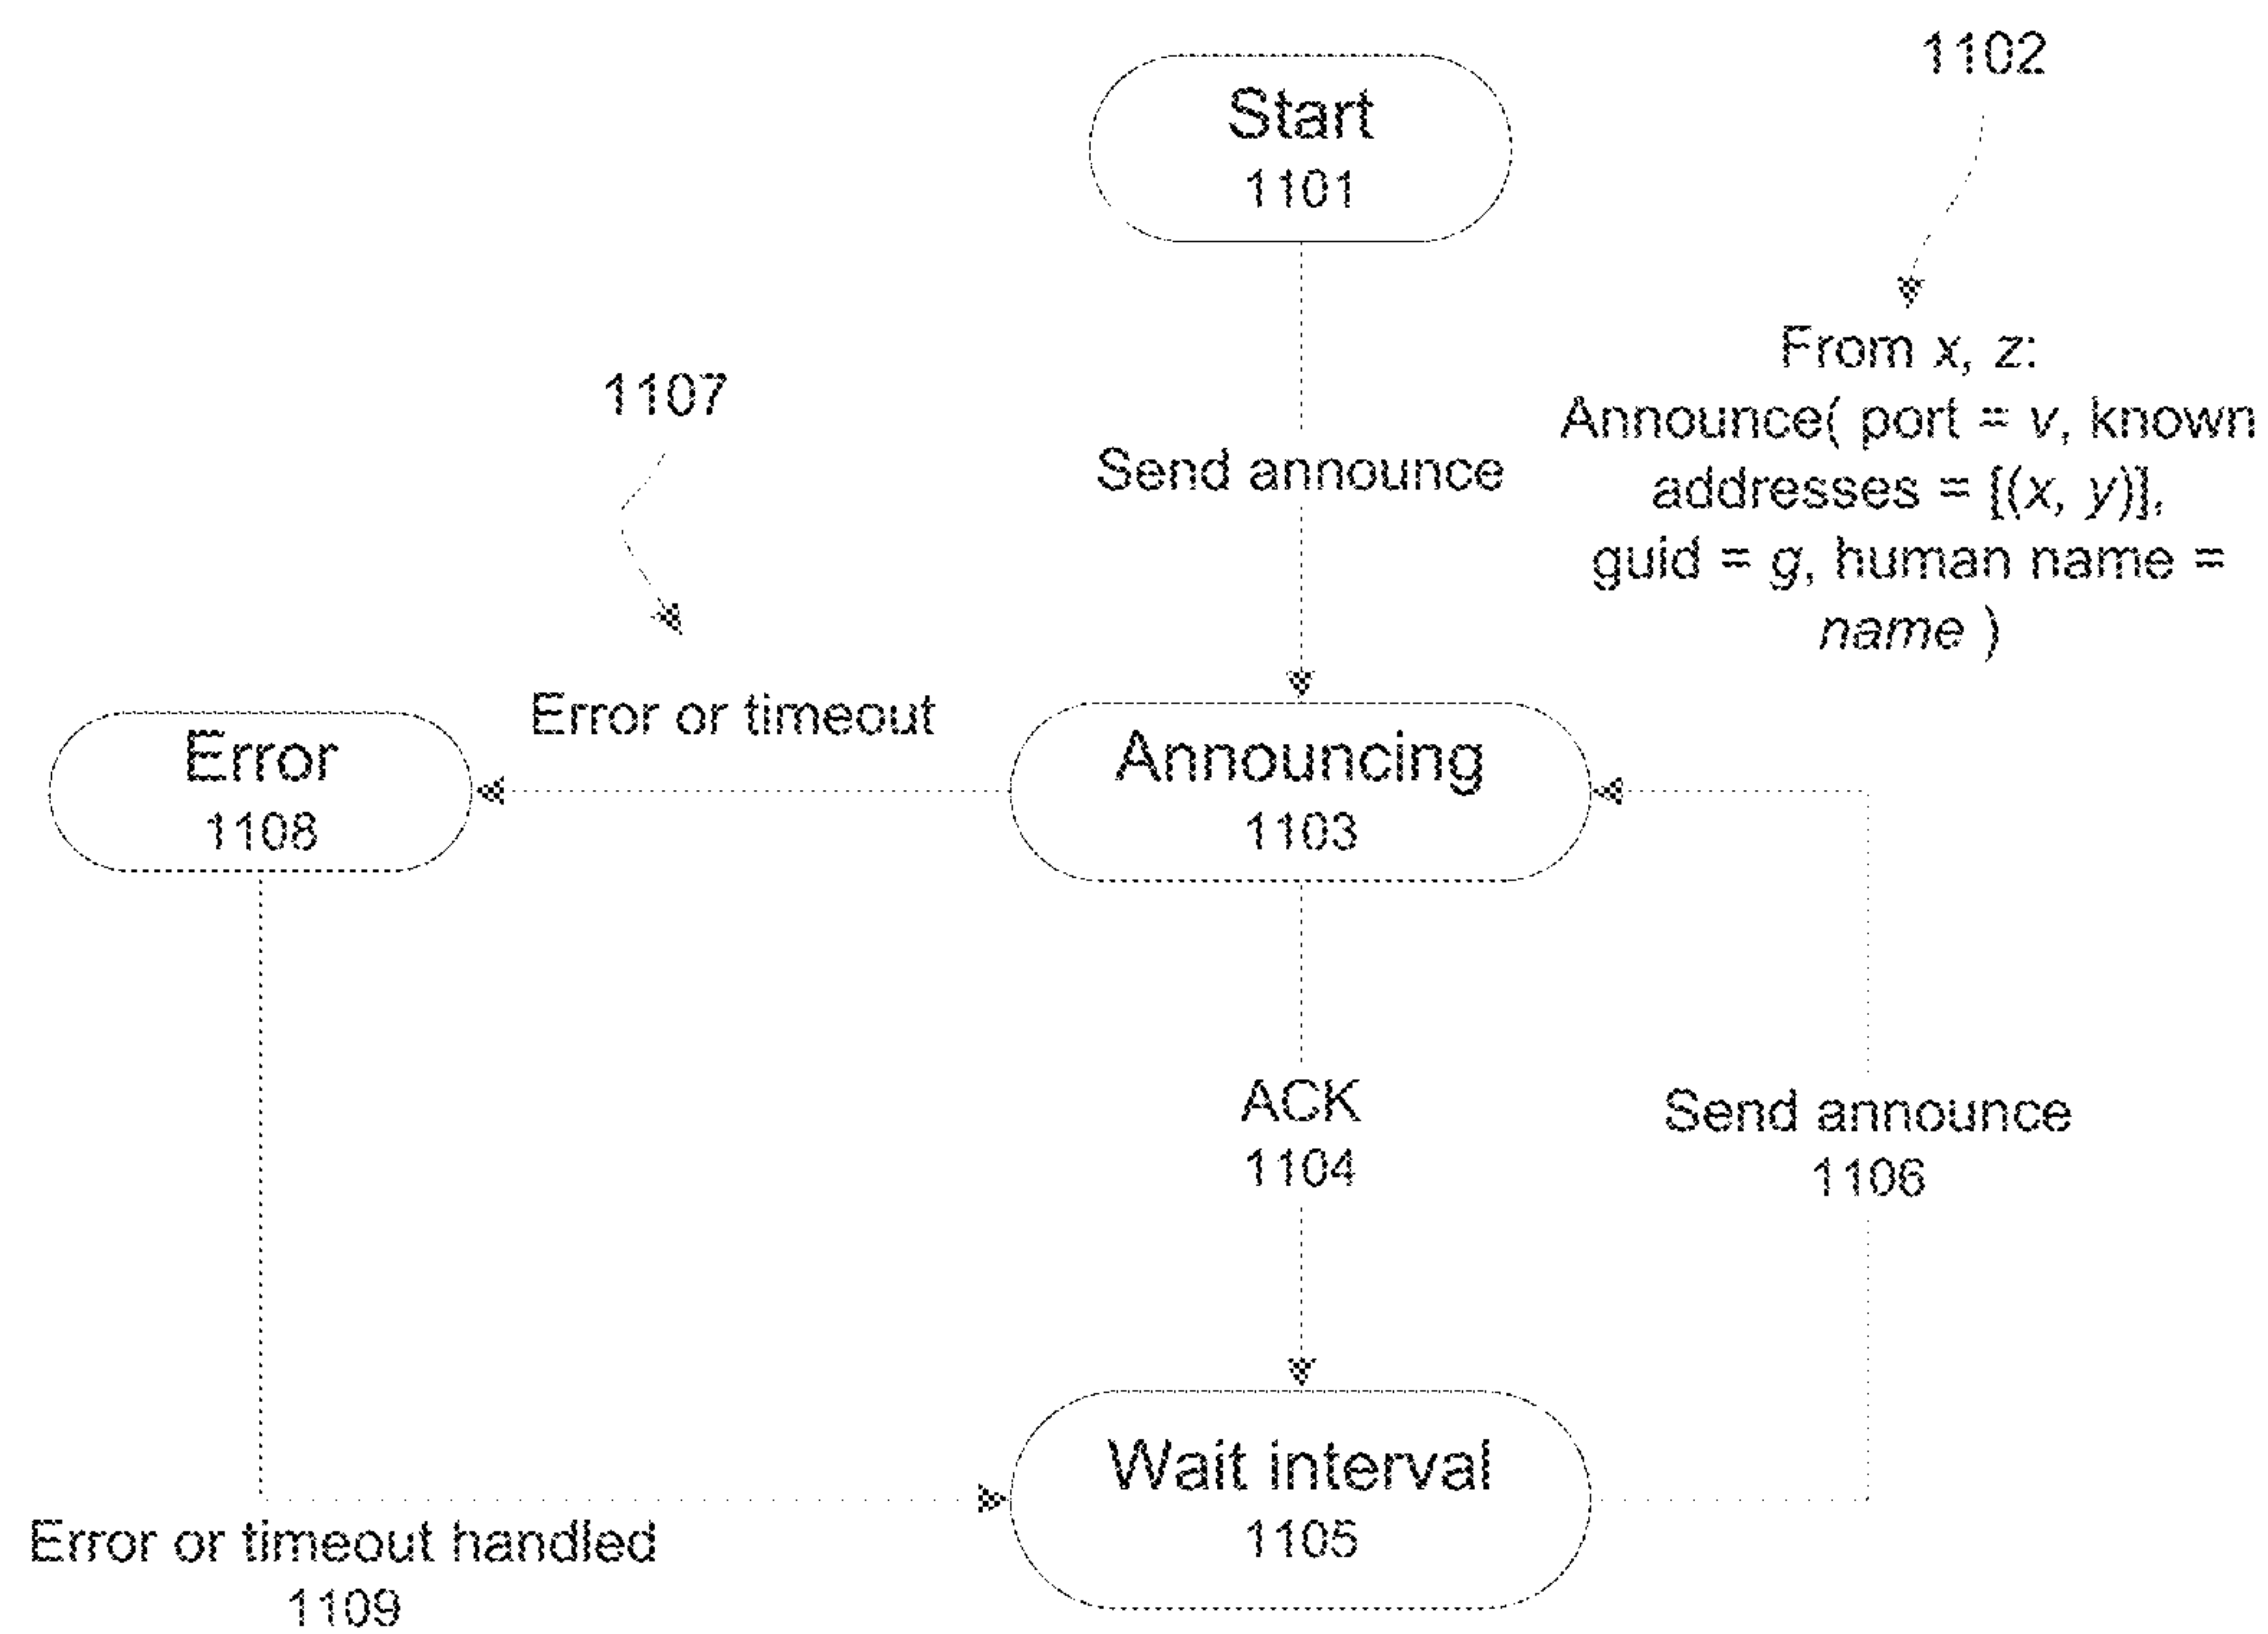 1102
Start
1101
From x, z:
Announce( port = v, known
addresses = [(x, y)],
guid = g, human name =
name )
1107
Send announce
Error or timeout
Error
1108
Announcing
1103
ACK
1104
Send announce
1106
Wait interval
1105
Error or timeout handled
1109